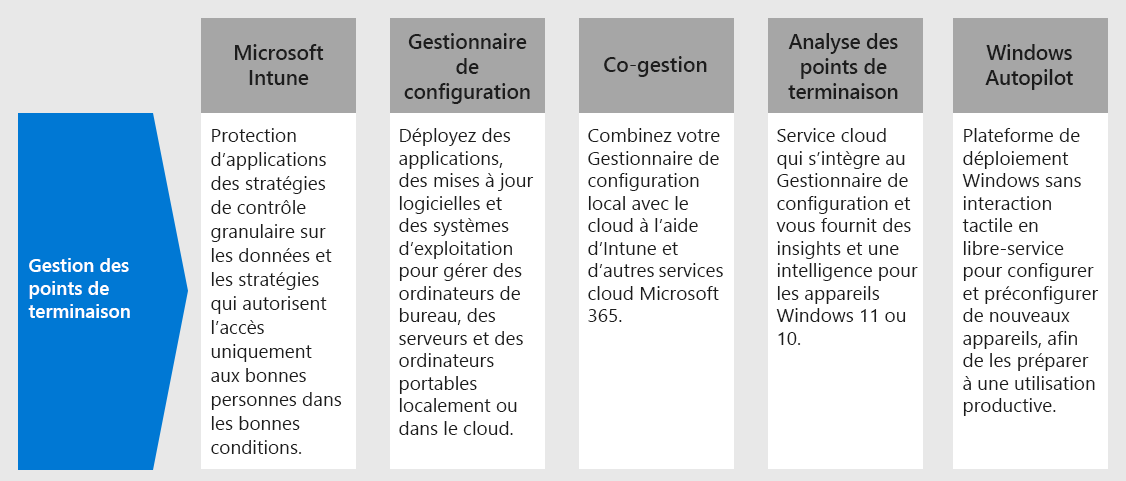 Gestion des
points de
terminaison
Microsoft
Intune
Protection
d’applications
des stratégies
de contrôle
granulaire sur
les données et
les stratégies
qui autorisent
l’accès
uniquement
aux bonnes
personnes dans
les bonnes
conditions.
Gestionnaire
de
configuration
Déployez des
applications,
des mises à jour
logicielles et
des systèmes
d’exploitation
pour gérer des
ordinateurs de
bureau, des
serveurs et des
ordinateurs
portables
localement ou
dans le cloud.
Co-gestion
Combinez votre
Gestionnaire de
configuration
local avec le
cloud à l’aide
d’Intune et
d’autres services
cloud Microsoft
365.
Analyse des
points de
terminaison
Service cloud
qui s’intègre au
Gestionnaire de
configuration et
vous fournit des
insights et une
intelligence pour
les appareils
Windows 11 ou
10.
Windows
Autopilot
Plateforme de
déploiement
Windows sans
interaction
tactile en
libre-service
pour configurer
et préconfigurer
de nouveaux
appareils, afin
de les préparer
à une utilisation
productive.